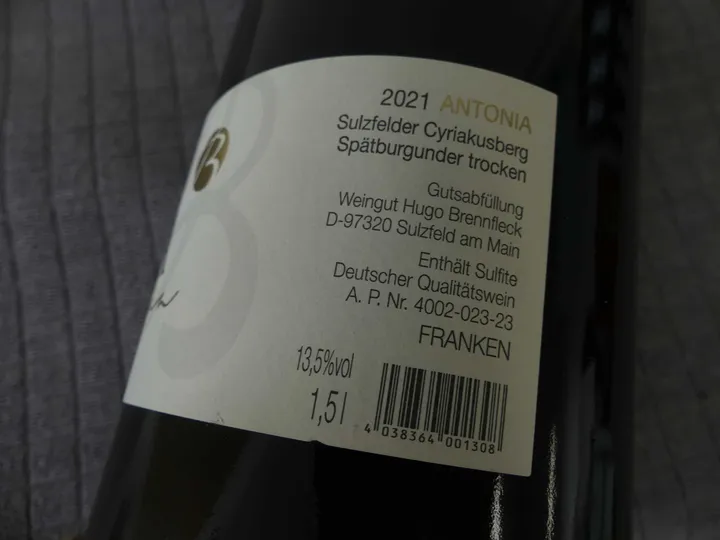 2021 ANTONIA
Sulzfelder Cyriakusberg
Spätburgunder trocken
Gutsabfüllung
Weingut Hugo Brennfleck
D-97320 Sulzfeld am Main
Enthält Sulfite
Deutscher Qualitätswein
A. P. Nr. 4002-023-23
FRANKEN
13,5%vol
1,5 l
4 038364 001308
B